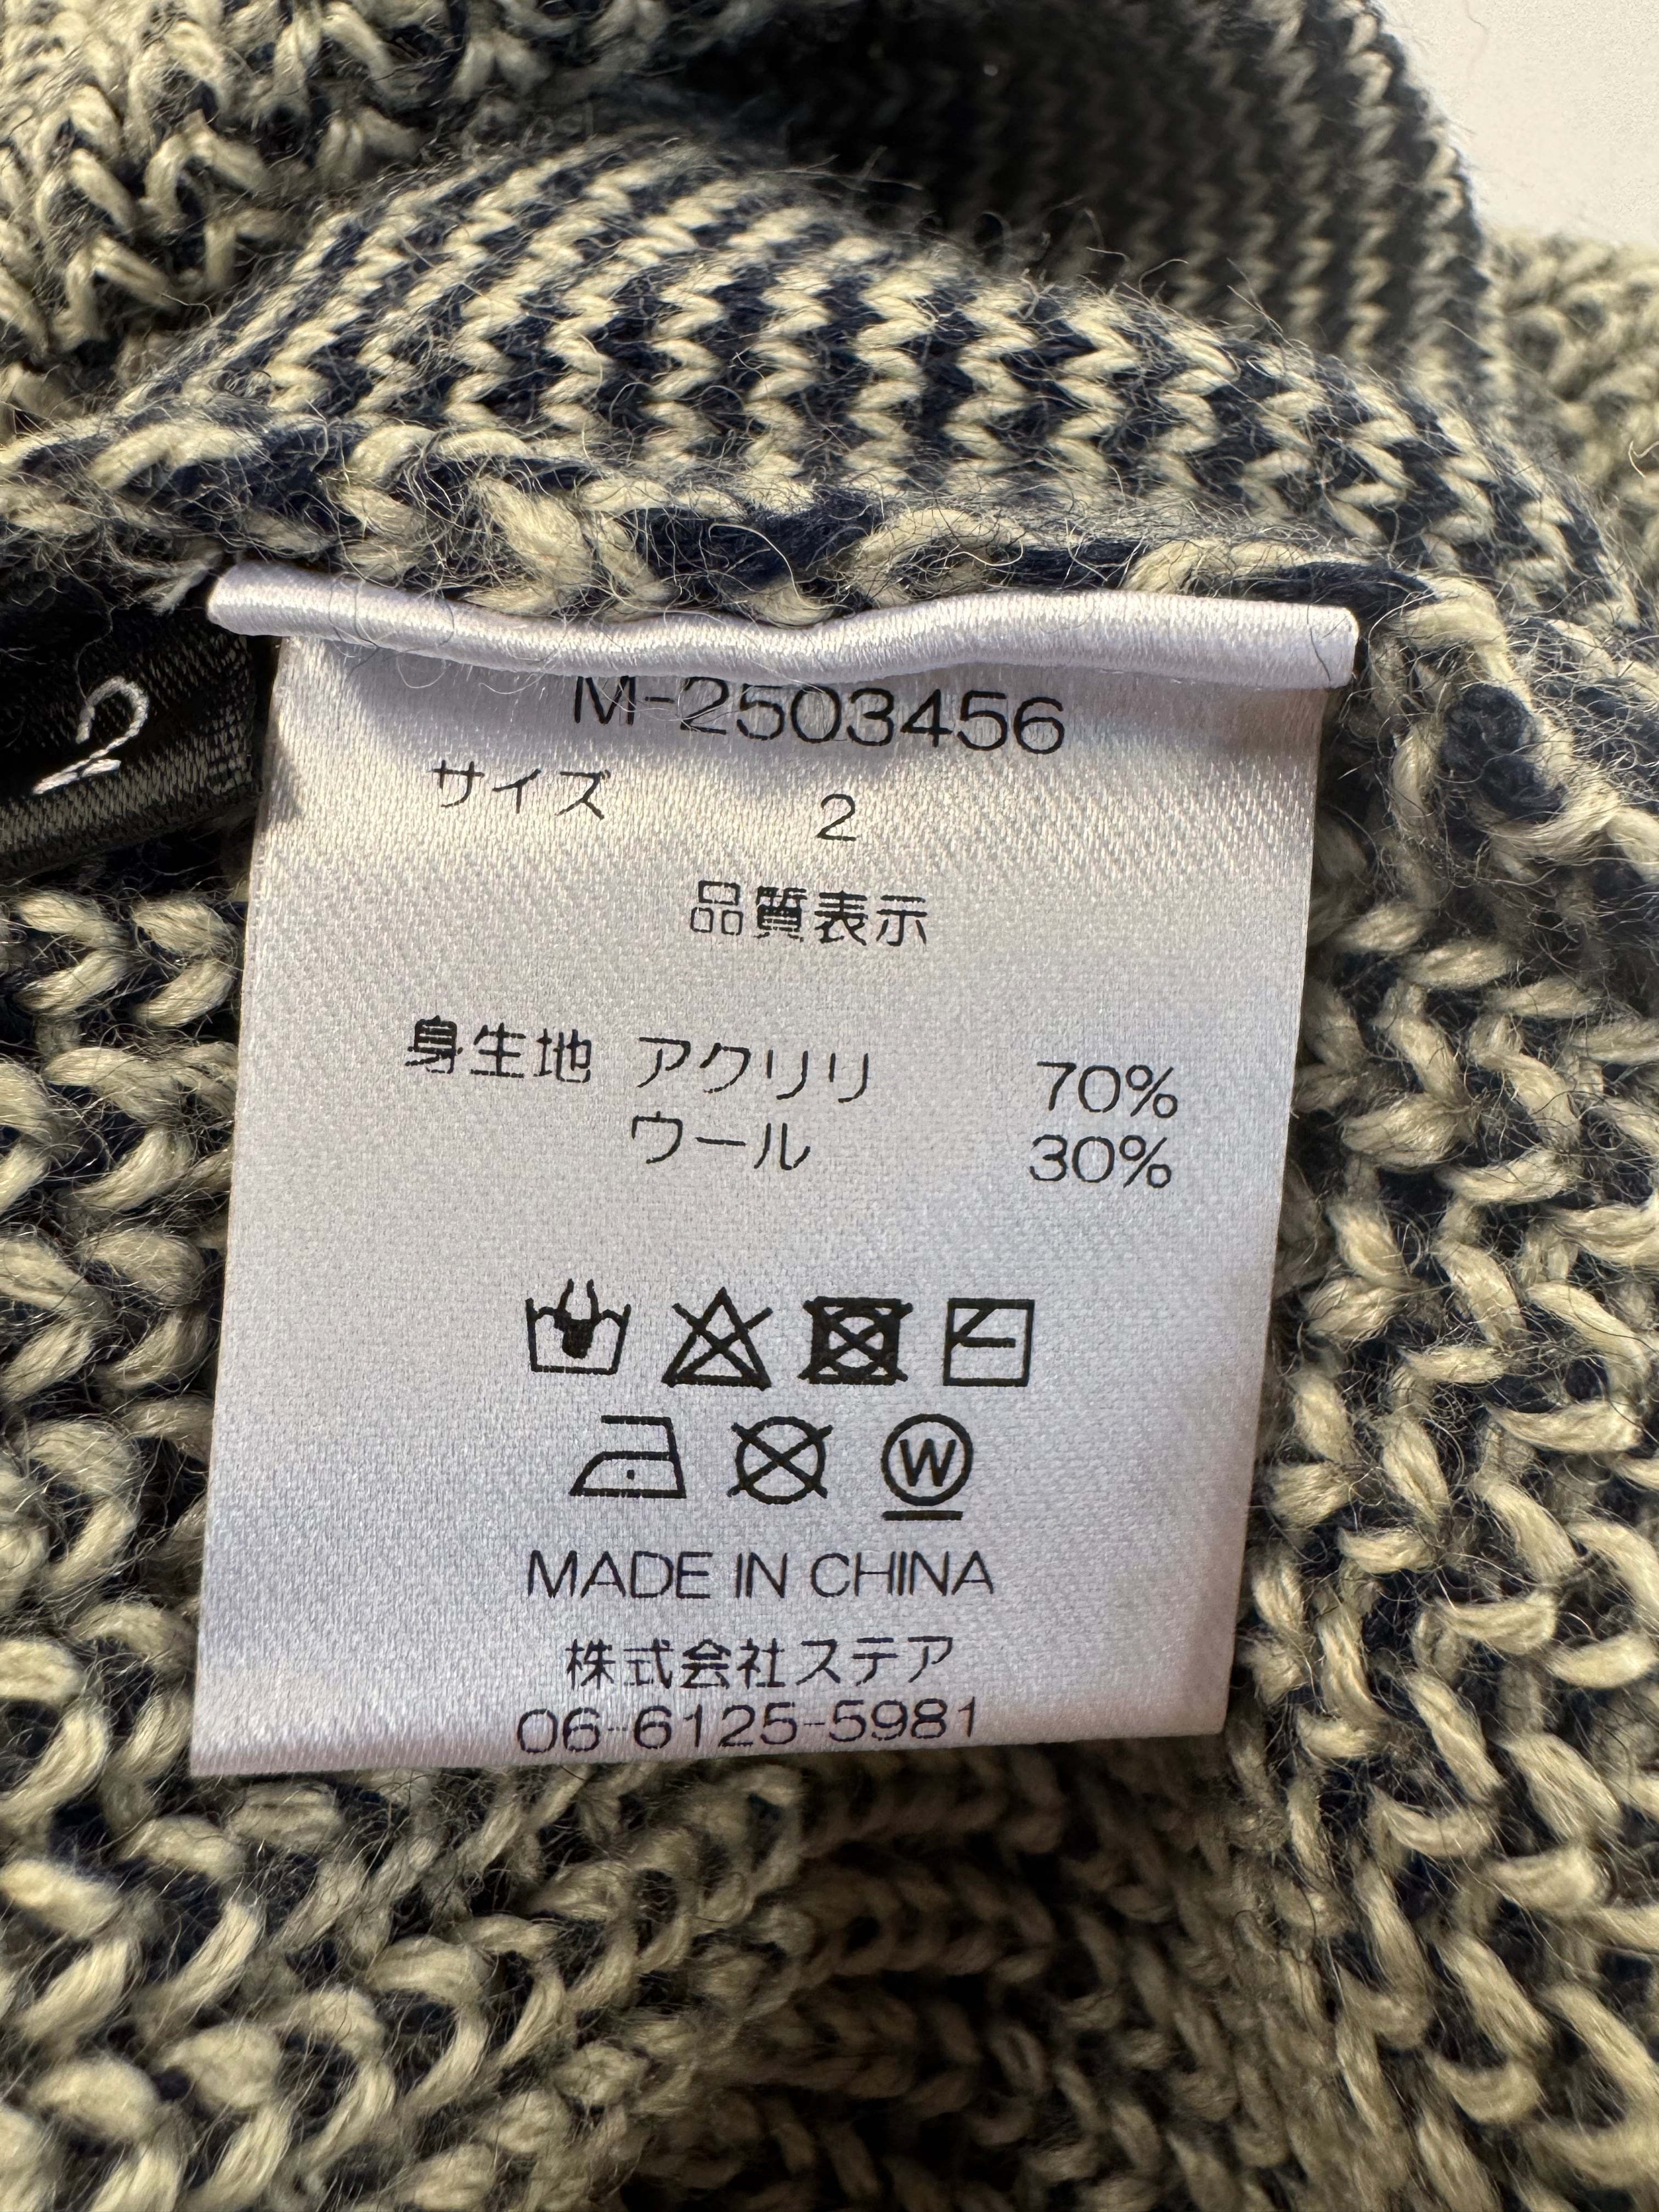 2
M-2503456
サイズ 2
品質表示
身生地 アクリリ 70%
ウール 30%
W
MADE IN CHINA
株式会社ステア
06-6125-5981